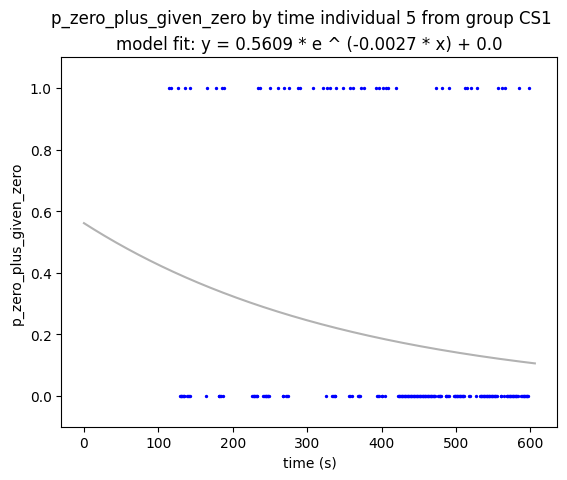 p_zero_plus_given_zero by time individual 5 from group CS1
model fit: y = 0.5609 * e ^ (-0.0027 * x) + 0.0
1.0
0.8
0.6
0.4
0.2
0.0
p_zero_plus_given_zero
0 100 200 300 400 500 600
time (s)